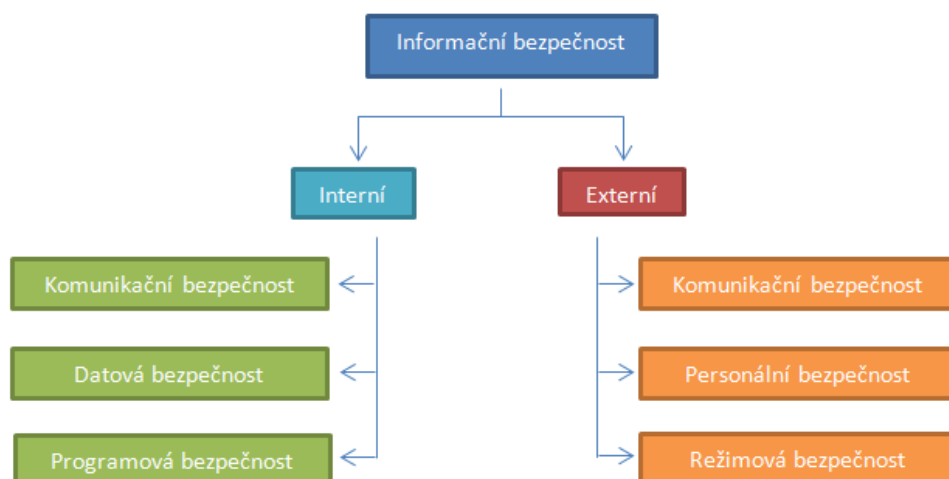 Informační bezpečnost
Interní
Externí
Komunikační bezpečnost
Komunikační bezpečnost
Datová bezpečnost
Personální bezpečnost
Programová bezpečnost
Režimová bezpečnost